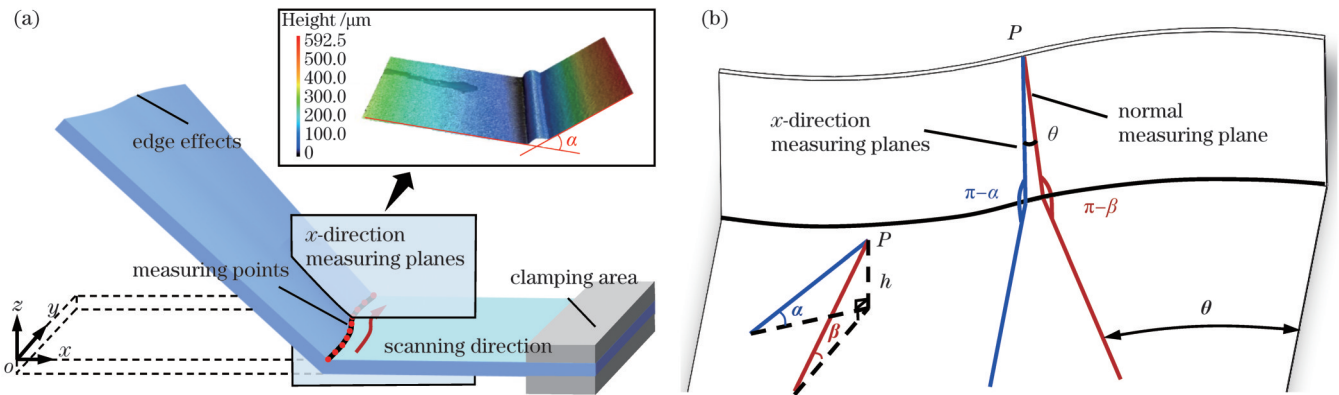 (a)
Height /μm
592.5
500.0
400.0
300.0
200.0
100.0
0
α
edge effects
x-direction
measuring planes
measuring points
clamping area
scanning direction
z
y
x
o
(b)
P
x-direction
measuring planes
normal
measuring plane
θ
π−α
π−β
P
h
α
β
θ